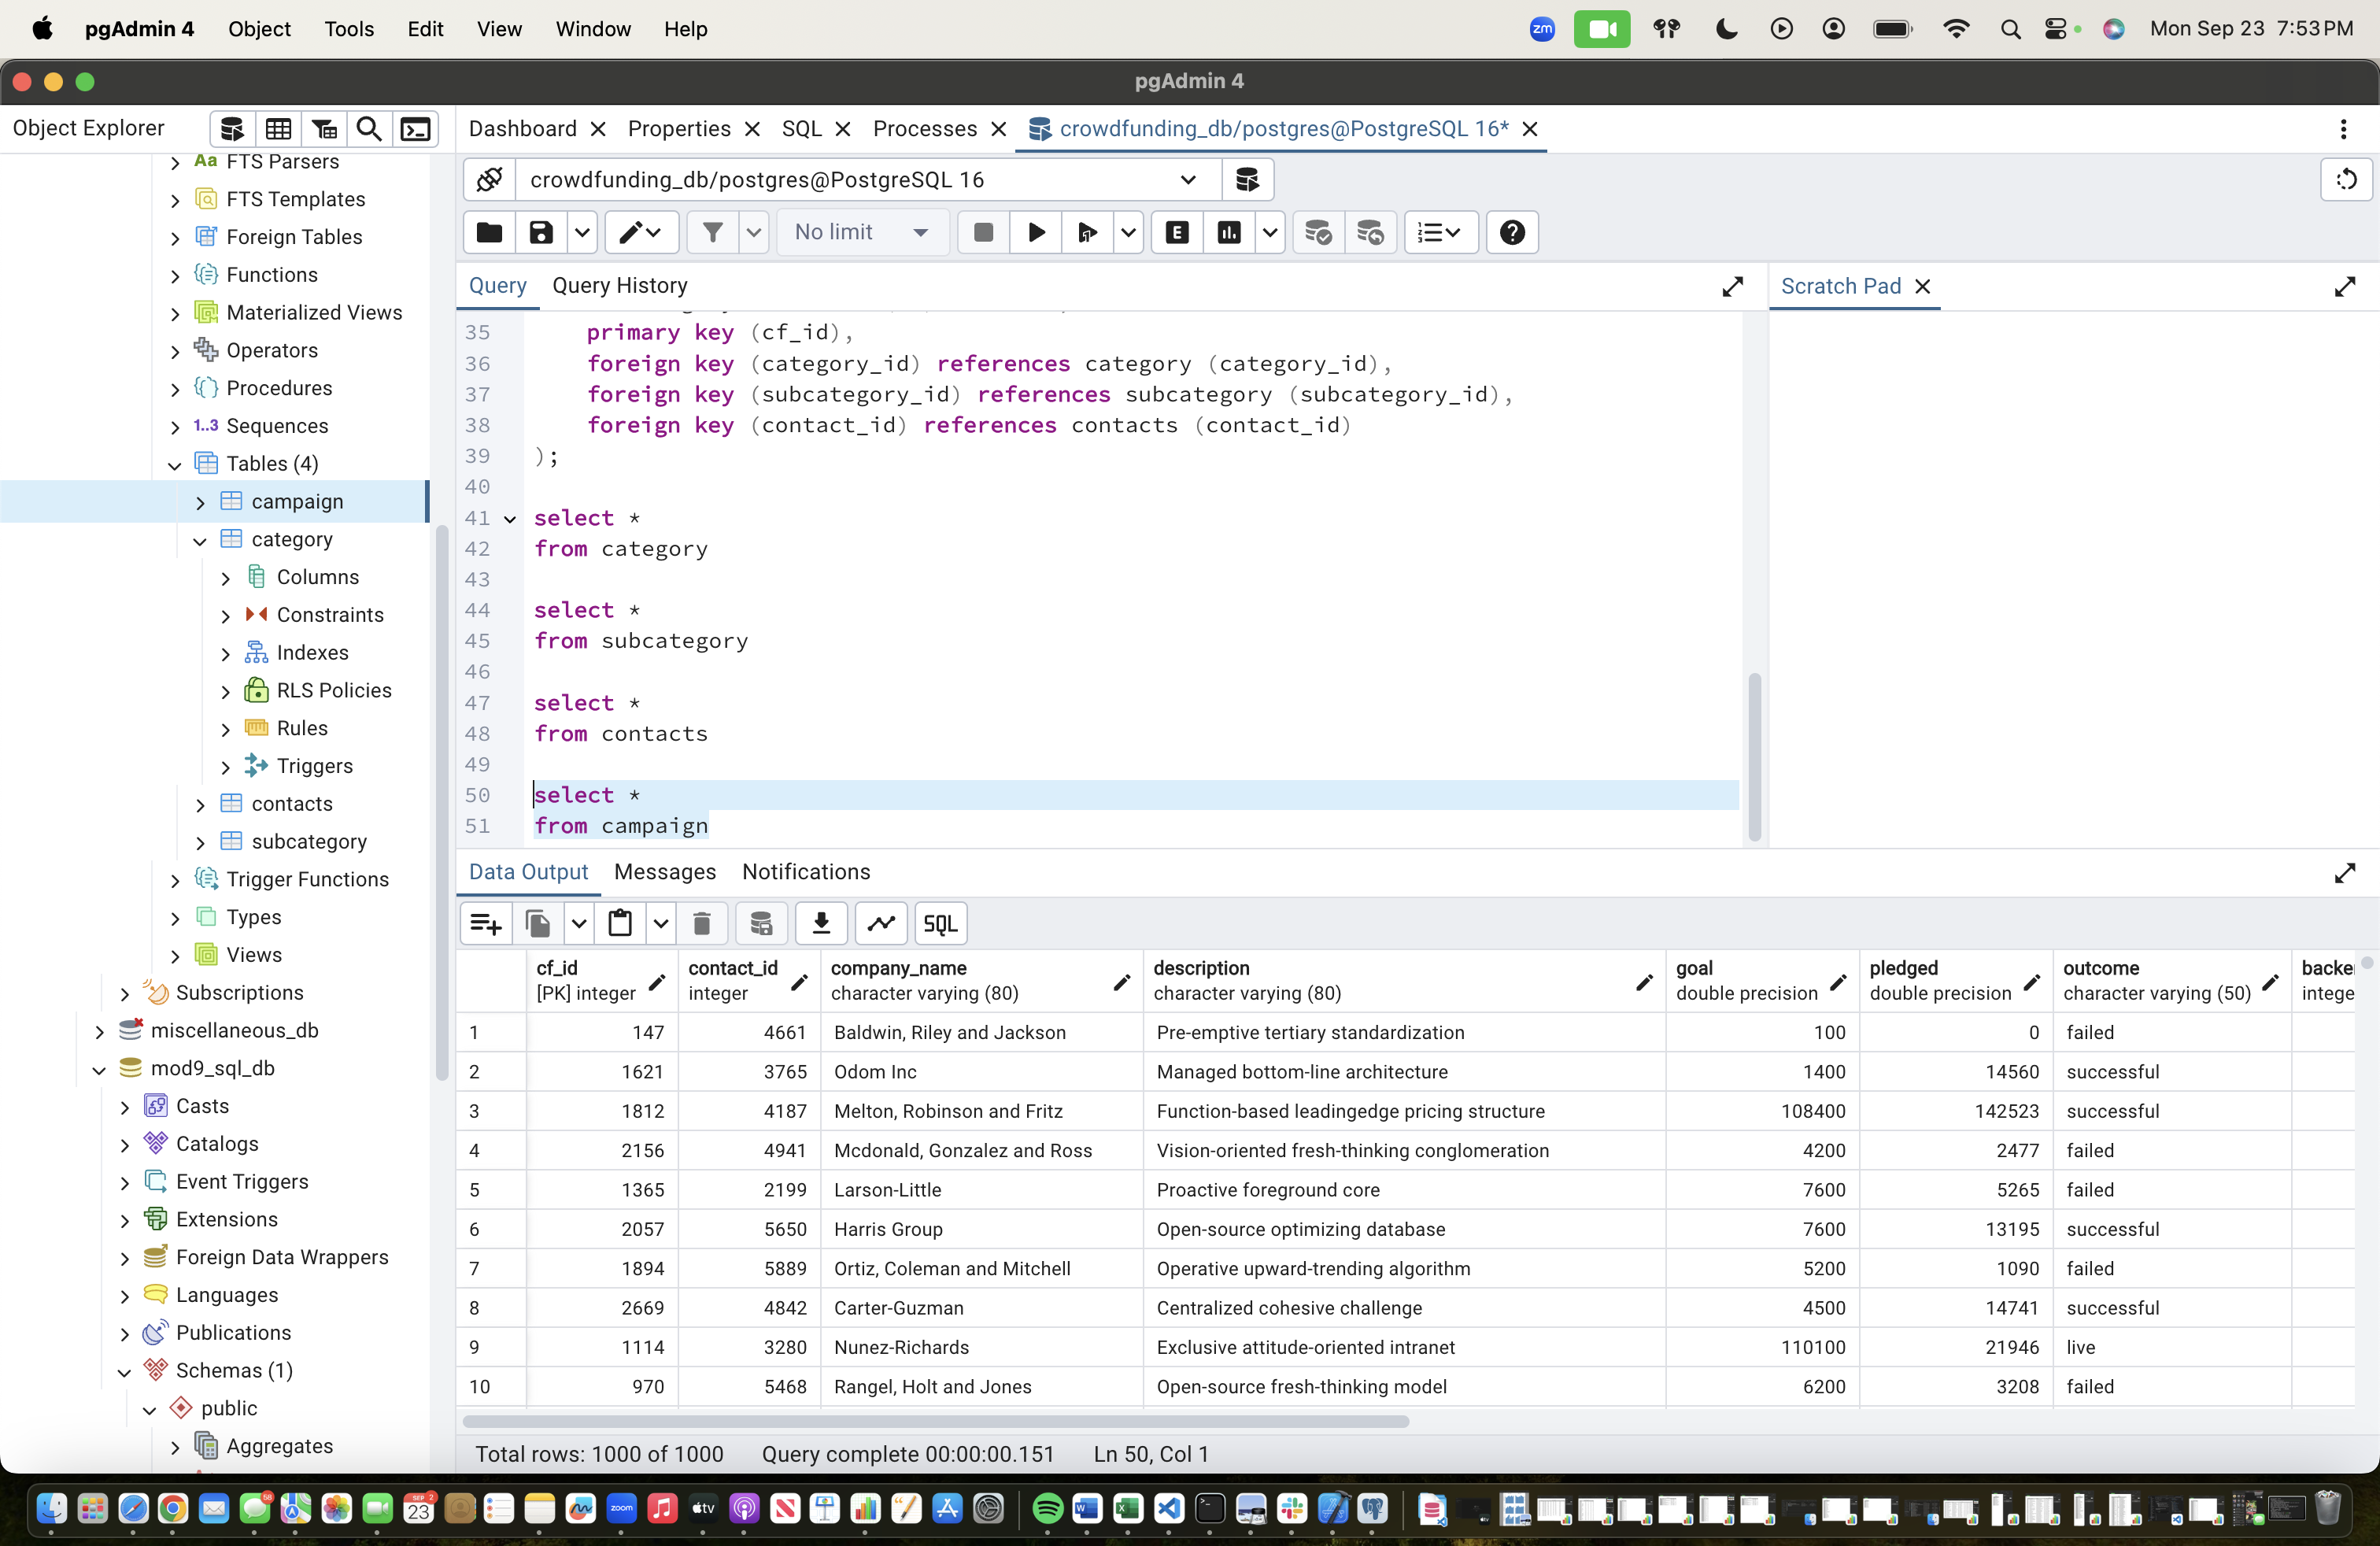 pgAdmin 4 Object Tools Edit View Window Help zm Mon Sep 23 7:53 PM
pgAdmin 4
Object Explorer
Dashboard Properties SQL Processes crowdfunding_db/postgres@PostgreSQL 16*
Aa FTS Parsers
FTS Templates
Foreign Tables
Functions
Materialized Views
Operators
Procedures
1..3 Sequences
Tables (4)
campaign
category
Columns
Constraints
Indexes
RLS Policies
Rules
Triggers
contacts
subcategory
Trigger Functions
Types
Views
Subscriptions
miscellaneous_db
mod9_sql_db
Casts
Catalogs
Event Triggers
Extensions
Foreign Data Wrappers
Languages
Publications
Schemas (1)
public
Aggregates
crowdfunding_db/postgres@PostgreSQL 16
No limit E
Query Query History
Scratch Pad
35 primary key (cf_id),
36 foreign key (category_id) references category (category_id),
37 foreign key (subcategory_id) references subcategory (subcategory_id),
38 foreign key (contact_id) references contacts (contact_id)
39 );
40
41 select *
42 from category
43
44 select *
45 from subcategory
46
47 select *
48 from contacts
49
50 select *
51 from campaign
Data Output Messages Notifications
SQL
cf_id contact_id company_name description goal pledged outcome backe
[PK] integer integer character varying (80) character varying (80) double precision double precision character varying (50) intege
1 147 4661 Baldwin, Riley and Jackson Pre-emptive tertiary standardization 100 0 failed
2 1621 3765 Odom Inc Managed bottom-line architecture 1400 14560 successful
3 1812 4187 Melton, Robinson and Fritz Function-based leadingedge pricing structure 108400 142523 successful
4 2156 4941 Mcdonald, Gonzalez and Ross Vision-oriented fresh-thinking conglomeration 4200 2477 failed
5 1365 2199 Larson-Little Proactive foreground core 7600 5265 failed
6 2057 5650 Harris Group Open-source optimizing database 7600 13195 successful
7 1894 5889 Ortiz, Coleman and Mitchell Operative upward-trending algorithm 5200 1090 failed
8 2669 4842 Carter-Guzman Centralized cohesive challenge 4500 14741 successful
9 1114 3280 Nunez-Richards Exclusive attitude-oriented intranet 110100 21946 live
10 970 5468 Rangel, Holt and Jones Open-source fresh-thinking model 6200 3208 failed
Total rows: 1000 of 1000 Query complete 00:00:00.151 Ln 50, Col 1
58 SEP 23 2 zoom tv